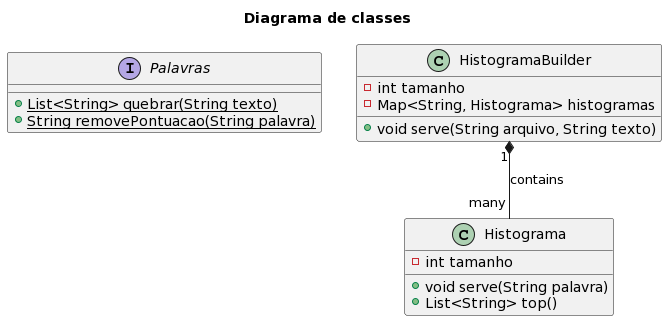 Diagrama de classes
I Palavras
List<String> quebrar(String texto)
String removePontuacao(String palavra)
C HistogramaBuilder
int tamanho
Map<String, Histograma> histogramas
void serve(String arquivo, String texto)
1
contains
many
C Histograma
int tamanho
void serve(String palavra)
List<String> top()